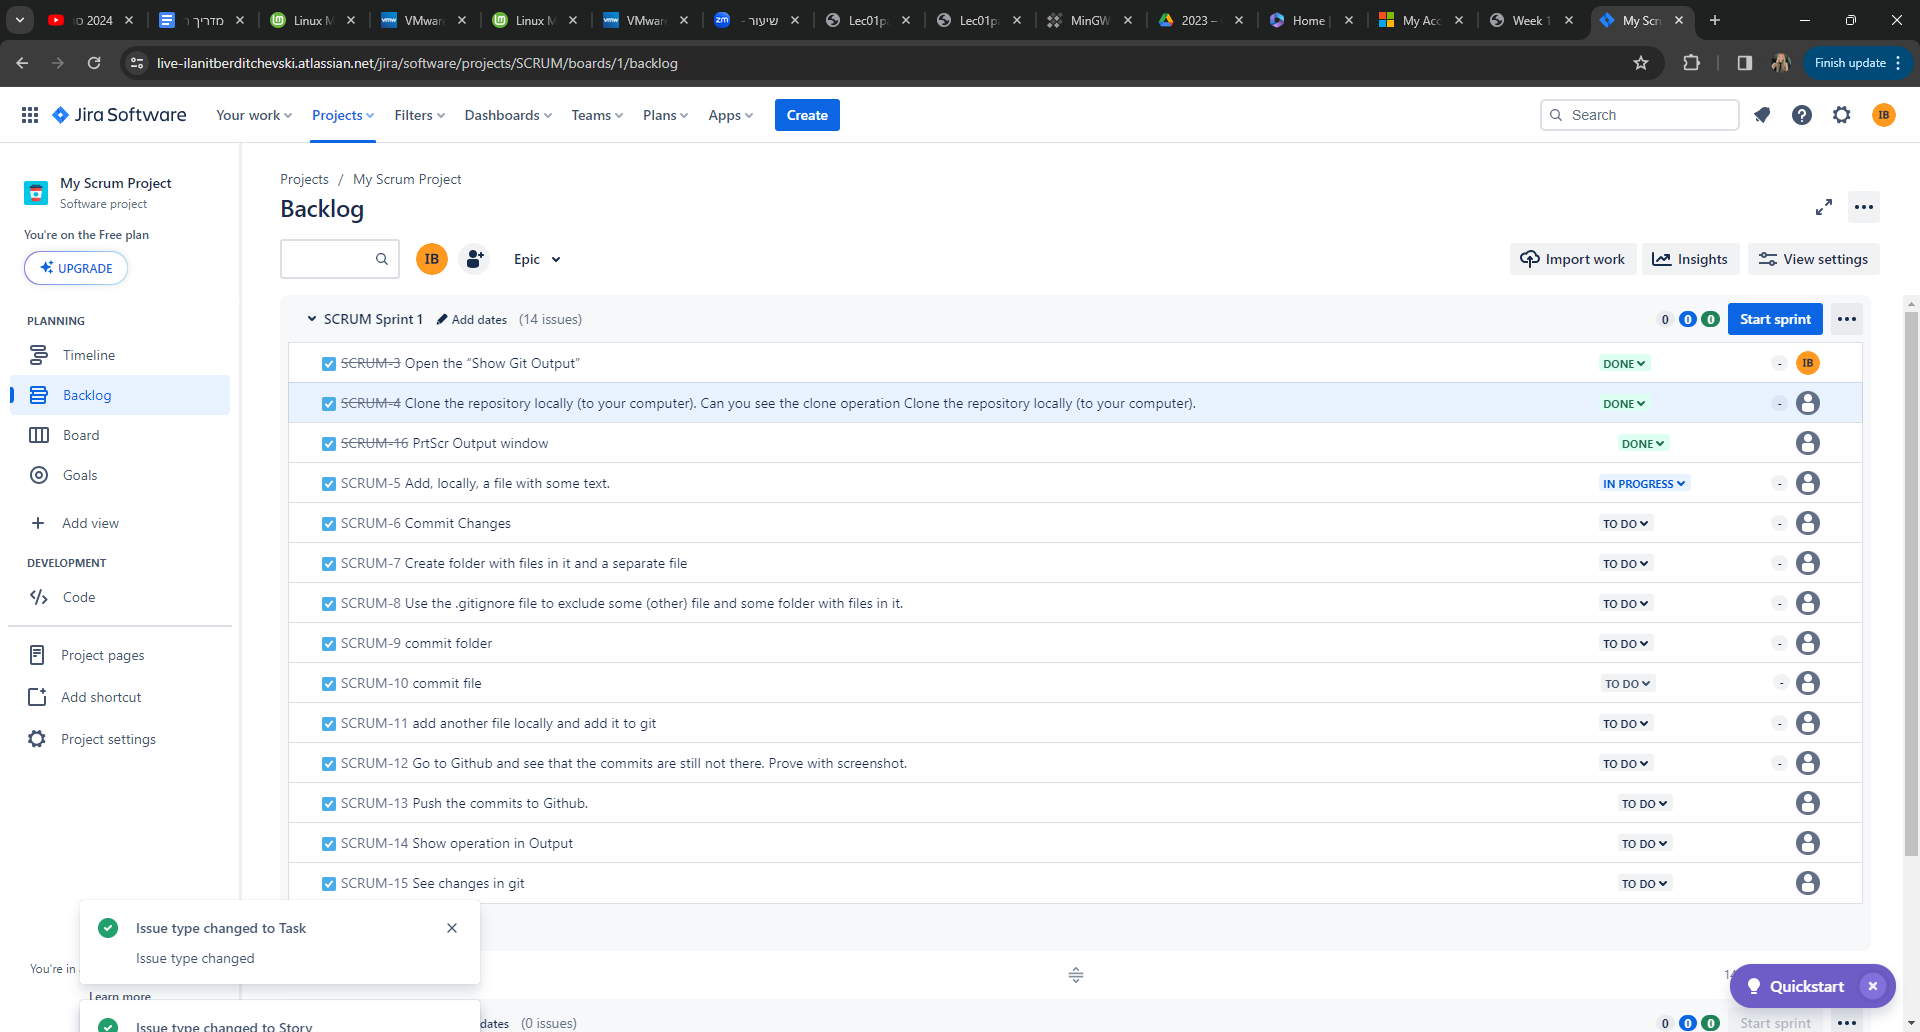 2024 סר
מדריך ר
Linux M
VMwar
Linux M
VMwar
שיעור -
Lec01p
Lec01p
MinGW
2023 –
Home |
My Acc
Week 1
My Scr
live-ilanitberditchevski.atlassian.net/jira/software/projects/SCRUM/boards/1/backlog
Finish update
Jira Software
Your work
Projects
Filters
Dashboards
Teams
Plans
Apps
Create
Search
IB
My Scrum Project
Software project
You're on the Free plan
UPGRADE
PLANNING
Timeline
Backlog
Board
Goals
Add view
DEVELOPMENT
Code
Project pages
Add shortcut
Project settings
Projects / My Scrum Project
Backlog
IB
Epic
Import work
Insights
View settings
SCRUM Sprint 1 Add dates (14 issues)
0 0 0 Start sprint
SCRUM-3 Open the “Show Git Output” DONE - IB
SCRUM-4 Clone the repository locally (to your computer). Can you see the clone operation Clone the repository locally (to your computer). DONE -
SCRUM-16 PrtScr Output window DONE
SCRUM-5 Add, locally, a file with some text. IN PROGRESS -
SCRUM-6 Commit Changes TO DO -
SCRUM-7 Create folder with files in it and a separate file TO DO -
SCRUM-8 Use the .gitignore file to exclude some (other) file and some folder with files in it. TO DO -
SCRUM-9 commit folder TO DO -
SCRUM-10 commit file TO DO -
SCRUM-11 add another file locally and add it to git TO DO -
SCRUM-12 Go to Github and see that the commits are still not there. Prove with screenshot. TO DO -
SCRUM-13 Push the commits to Github. TO DO
SCRUM-14 Show operation in Output TO DO
SCRUM-15 See changes in git TO DO
Issue type changed to Task
Issue type changed
You're in
Learn more
14
Quickstart
Issue type changed to Story
dates (0 issues)
0 0 0 Start sprint